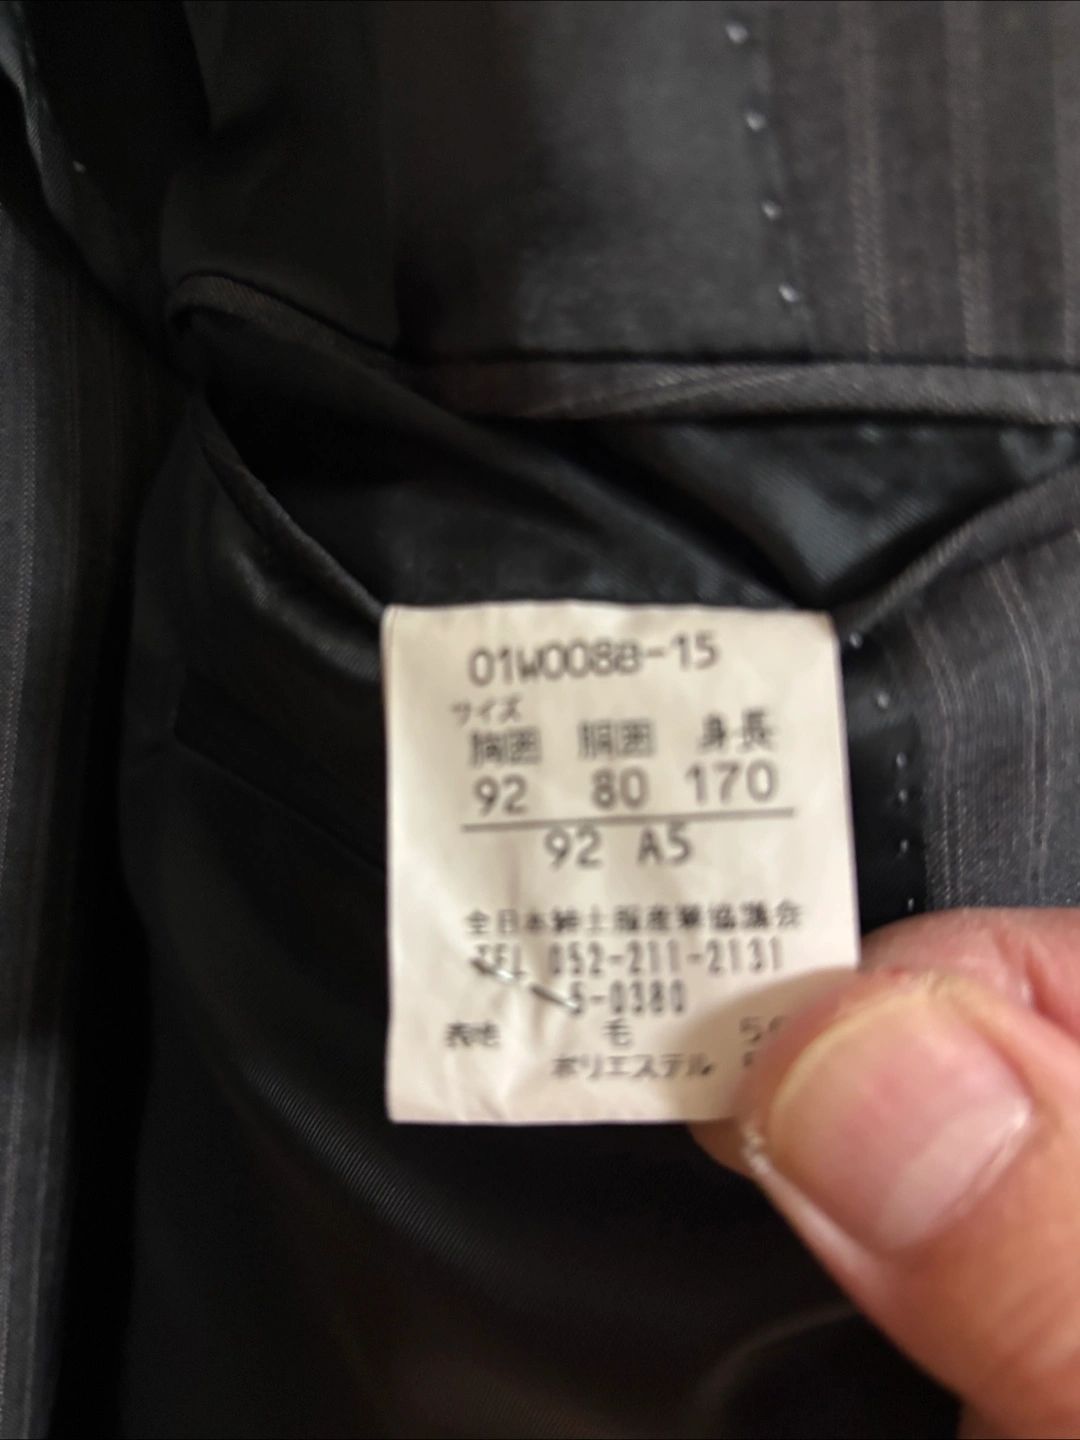 サイズ
胸囲 胴囲 身長
92 80 170
92 A5
全日本紳士服産業協議会
TEL 052-211-2131
5-0380
表地 毛
ポリエステル